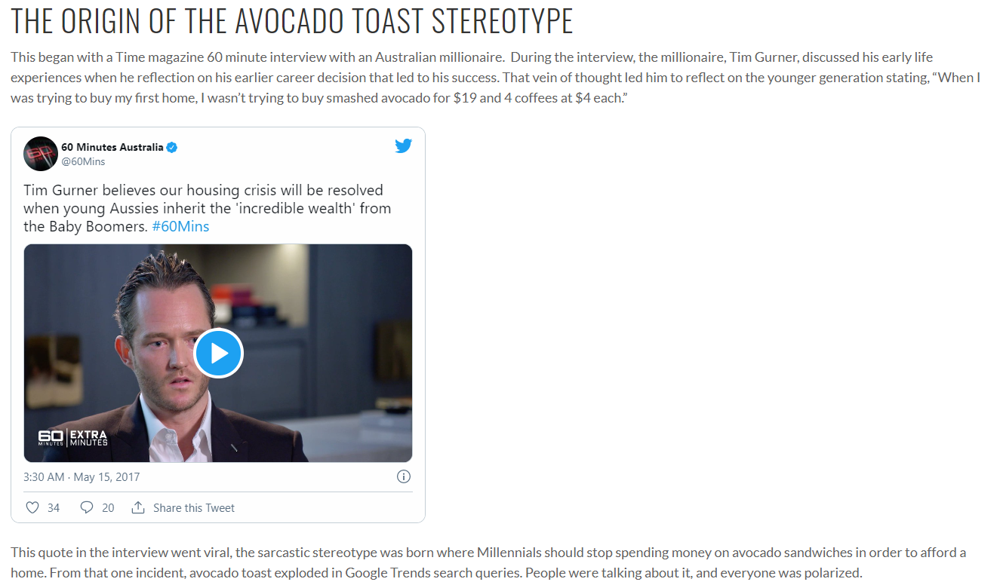 THE ORIGIN OF THE AVOCADO TOAST STEREOTYPE
This began with a Time magazine 60 minute interview with an Australian millionaire.  During the interview, the millionaire, Tim Gurner, discussed his early life
experiences when he reflection on his earlier career decision that led to his success. That vein of thought led him to reflect on the younger generation stating, “When I
was trying to buy my first home, I wasn’t trying to buy smashed avocado for $19 and 4 coffees at $4 each.”
60 Minutes Australia
@60Mins
Tim Gurner believes our housing crisis will be resolved
when young Aussies inherit the 'incredible wealth' from
the Baby Boomers. #60Mins
60 MINUTES EXTRA MINUTES
3:30 AM · May 15, 2017
34 20 Share this Tweet
This quote in the interview went viral, the sarcastic stereotype was born where Millennials should stop spending money on avocado sandwiches in order to afford a
home. From that one incident, avocado toast exploded in Google Trends search queries. People were talking about it, and everyone was polarized.